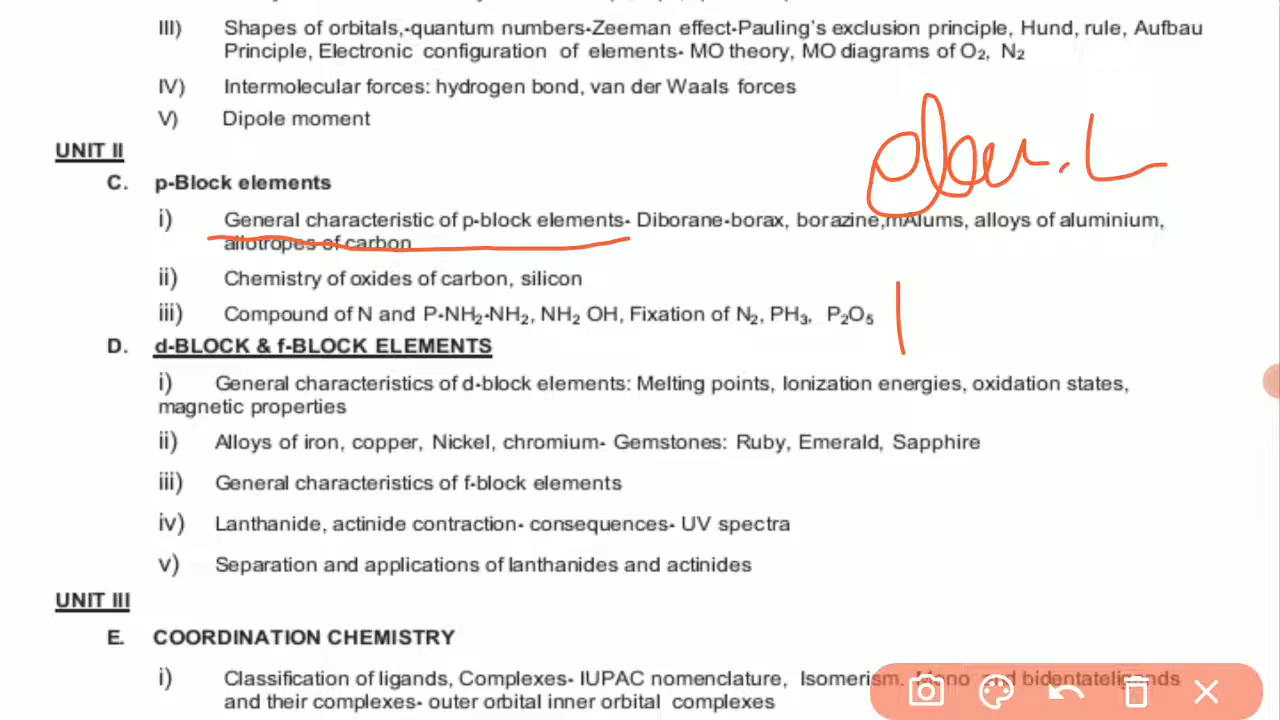 III) Shapes of orbitals,-quantum numbers-Zeeman effect-Pauling's exclusion principle, Hund, rule, Aufbau
Principle, Electronic configuration of elements- MO theory, MO diagrams of O₂, N₂
IV) Intermolecular forces: hydrogen bond, van der Waals forces
V) Dipole moment
UNIT II
C. p-Block elements
i) General characteristic of p-block elements- Diborane-borax, borazine,mAlums, alloys of aluminium,
allotropes of carbon
ii) Chemistry of oxides of carbon, silicon
iii) Compound of N and P-NH₂-NH₂, NH₂ OH, Fixation of N₂, PH₃, P₂O₅
D. d-BLOCK & f-BLOCK ELEMENTS
i) General characteristics of d-block elements: Melting points, Ionization energies, oxidation states,
magnetic properties
ii) Alloys of iron, copper, Nickel, chromium- Gemstones: Ruby, Emerald, Sapphire
iii) General characteristics of f-block elements
iv) Lanthanide, actinide contraction- consequences- UV spectra
v) Separation and applications of lanthanides and actinides
UNIT III
E. COORDINATION CHEMISTRY
i) Classification of ligands, Complexes- IUPAC nomenclature, Isomerism. Mono and bidentateligands
and their complexes- outer orbital inner orbital complexes